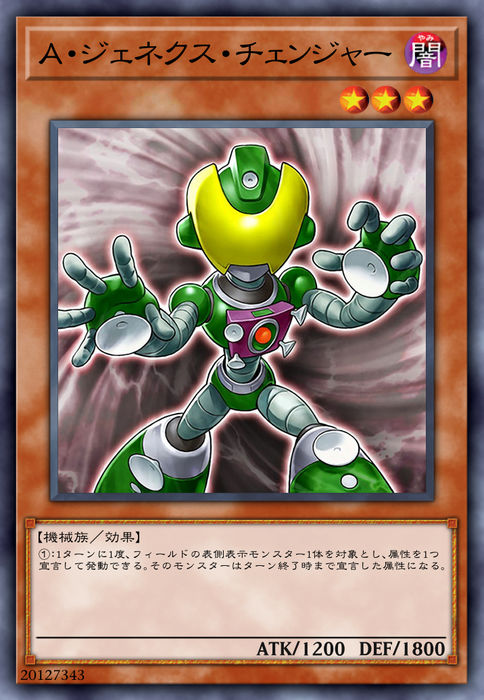 A・ジェネクス・チェンジャー
やみ
闇
【機械族／効果】
①：1ターンに1度、フィールドの表側表示モンスター1体を対象とし、属性を1つ
宣言して発動できる。そのモンスターはターン終了時まで宣言した属性になる。
ATK/1200 DEF/1800
20127343